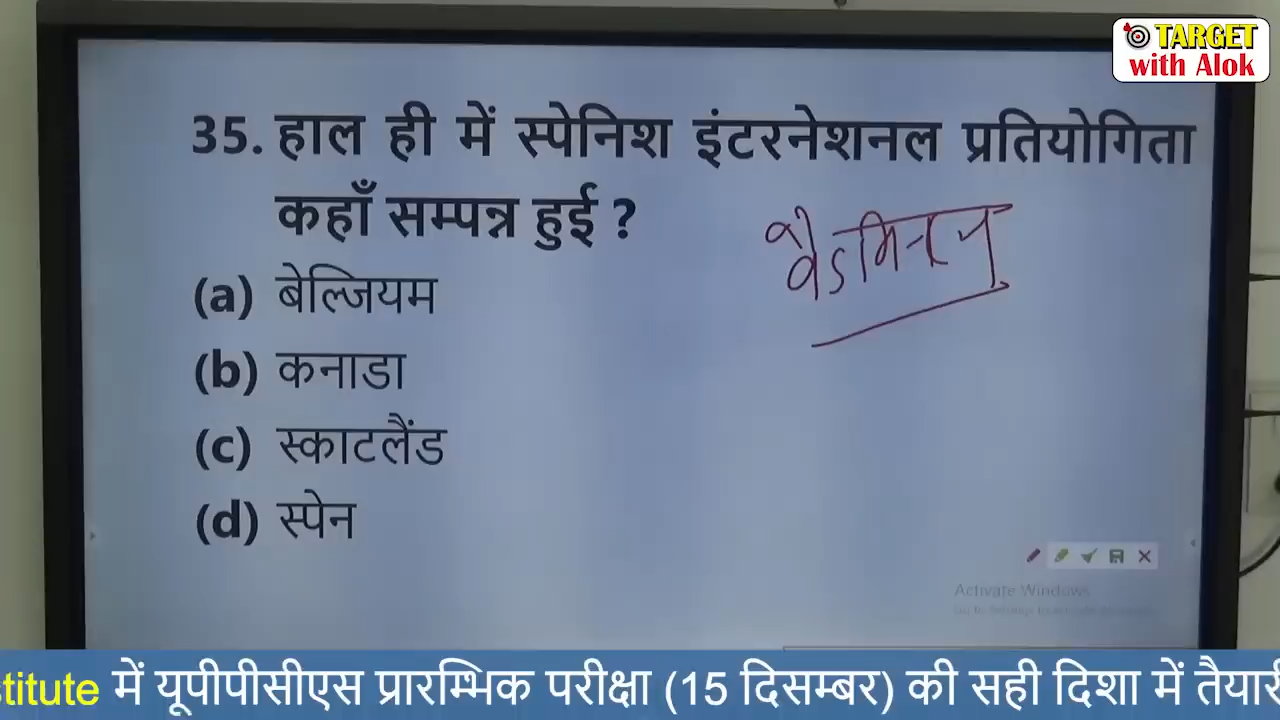 TARGET
with Alok
35. हाल ही में स्पेनिश इंटरनेशनल प्रतियोगिता
कहाँ सम्पन्न हुई ?
बैडमिन्टन
(a) बेल्जियम
(b) कनाडा
(c) स्काटलैंड
(d) स्पेन
Activate Windows
stitute में यूपीपीसीएस प्रारम्भिक परीक्षा (15 दिसम्बर) की सही दिशा में तैयारी